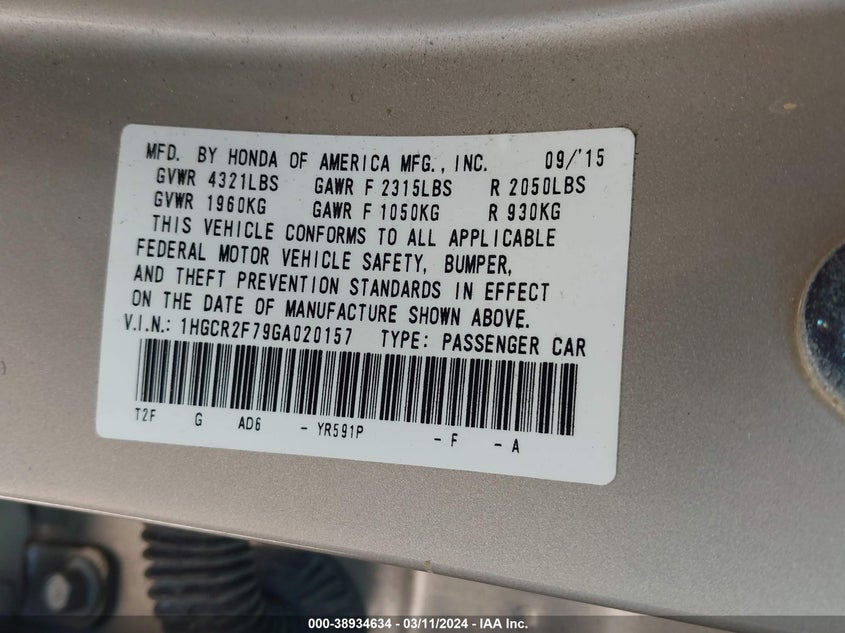 MFD. BY HONDA OF AMERICA MFG., INC. 09/'15
GVWR 4321LBS GAWR F 2315LBS R 2050LBS
GVWR 1960KG GAWR F 1050KG R 930KG
THIS VEHICLE CONFORMS TO ALL APPLICABLE
FEDERAL MOTOR VEHICLE SAFETY, BUMPER,
AND THEFT PREVENTION STANDARDS IN EFFECT
ON THE DATE OF MANUFACTURE SHOWN ABOVE.
V.I.N.: 1HGCR2F79GA020157 TYPE: PASSENGER CAR
T2F G AD6 - YR591P - F - A
000-38934634 / 03/11/2024 - IAA Inc.